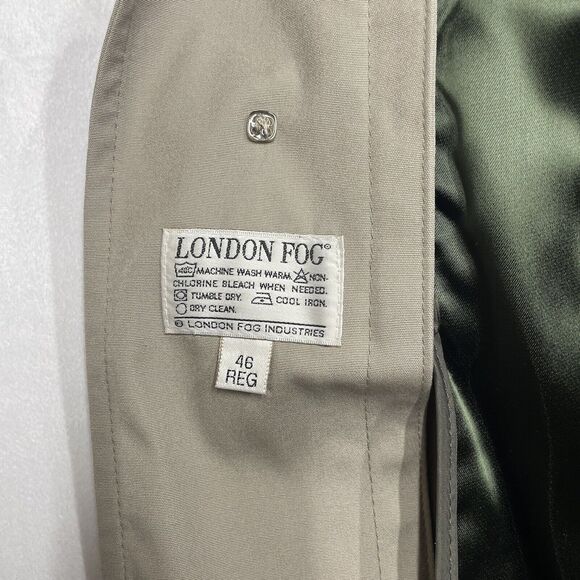 LONDON FOG®
40C MACHINE WASH WARM. NON-
CHLORINE BLEACH WHEN NEEDED.
TUMBLE DRY. COOL IRON.
DRY CLEAN.
© LONDON FOG INDUSTRIES
46
REG